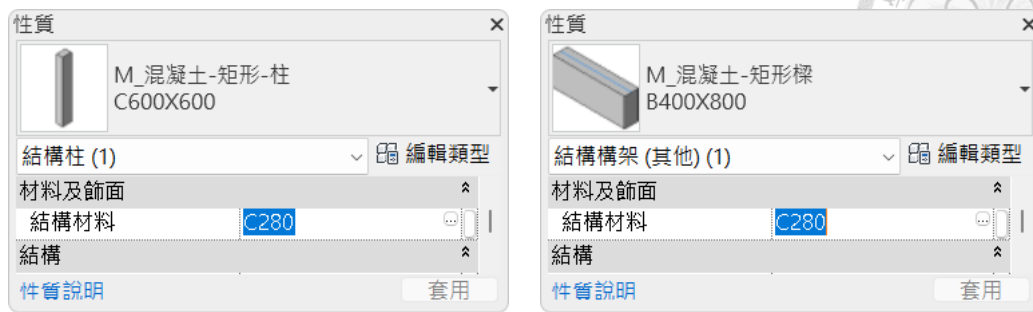 性質
M_混凝土-矩形-柱
C600X600
結構柱 (1)
編輯類型
材料及飾面
結構材料 C280
結構
性質說明 套用
性質
M_混凝土-矩形樑
B400X800
結構構架 (其他) (1)
編輯類型
材料及飾面
結構材料 C280
結構
性質說明 套用